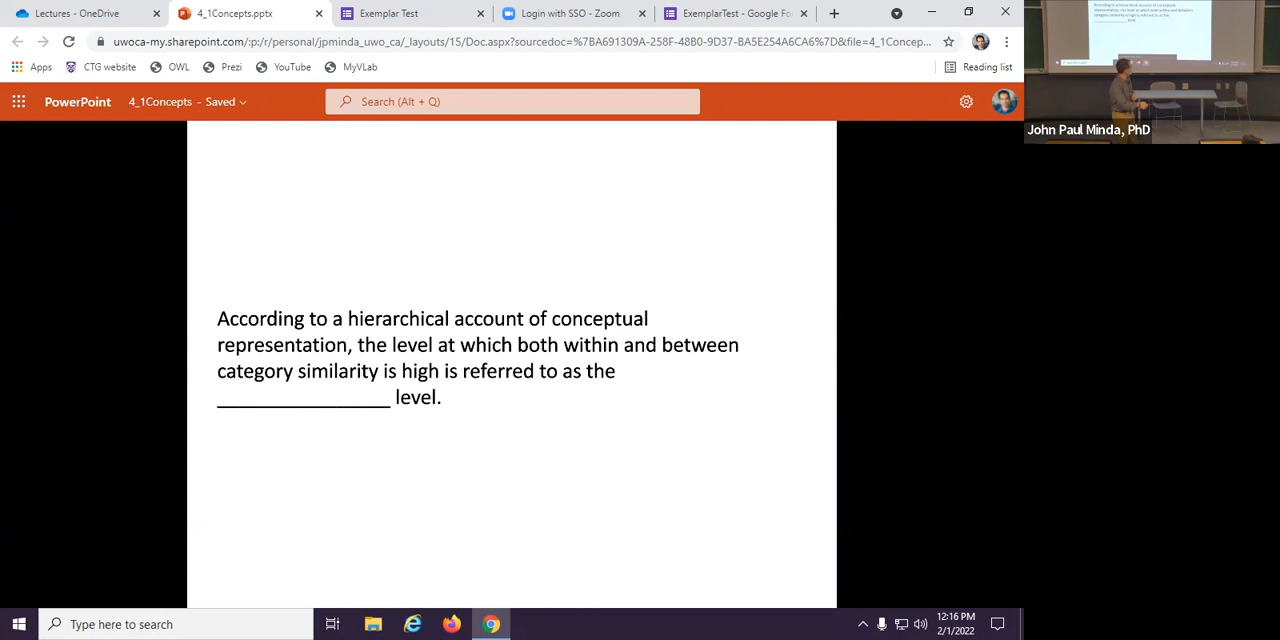 Lectures - OneDrive
4_1Concepts.pptx
Exemplar Test
Login with SSO - Zoom
ExemplarTest - Google Fo
uwoca-my.sharepoint.com/:p:/r/personal/jpminda_uwo_ca/_layouts/15/Doc.aspx?sourcedoc=%7BA691309A-258F-48B0-9D37-BA5E254A6CA6%7D&file=4_1Concep...
Apps
CTG website
OWL
Prezi
YouTube
MyVLab
Reading list
PowerPoint
4_1Concepts - Saved
Search (Alt + Q)
John Paul Minda, PhD
According to a hierarchical account of conceptual
representation, the level at which both within and between
category similarity is high is referred to as the
________________ level.
Type here to search
12:16 PM
2/1/2022